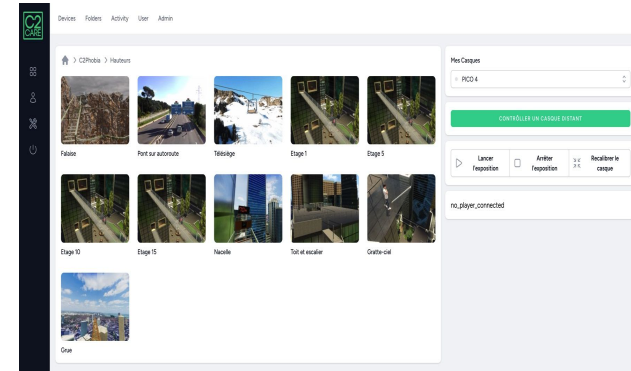 C2
CARE
Devices Folders Activity User Admin
> C2Phobia > Hauteurs
Falaise
Pont sur autoroute
Télésiège
Etage 1
Etage 5
Etage 10
Etage 15
Nacelle
Toit et escalier
Gratte-ciel
Grue
Mes Casques
PICO 4
CONTRÔLLER UN CASQUE DISTANT
Lancer
l'exposition
Arrêter
l'exposition
Recalibrer le
casque
no_player_connected